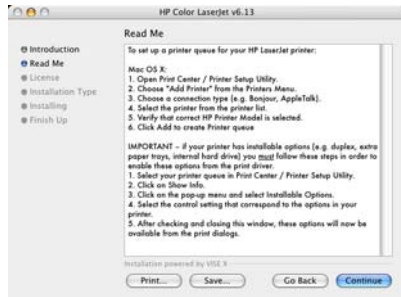 HP Color LaserJet v6.13
Read Me
Introduction
Read Me
License
Installation Type
Installing
Finish Up
To set up a printer queue for your HP LaserJet printer:
Mac OS X:
1. Open Print Center / Printer Setup Utility.
2. Choose "Add Printer" from the Printers Menu.
3. Choose a connection type (e.g. Bonjour, AppleTalk).
4. Select the printer from the printer list.
5. Verify that correct HP Printer Model is selected.
6. Click Add to create Printer queue
IMPORTANT - if your printer has installable options (e.g. duplex, extra
paper trays, internal hard drive) you must follow these steps in order to
enable these options from the print driver.
1. Select your printer queue in Print Center / Printer Setup Utility.
2. Click on Show Info.
3. Click on the pop-up menu and select Installable Options.
4. Select the control setting that correspond to the options in your
printer.
5. After checking and closing this window, these options will now be
available from the print dialogs.
Installation powered by VISE X
Print...
Save...
Go Back
Continue